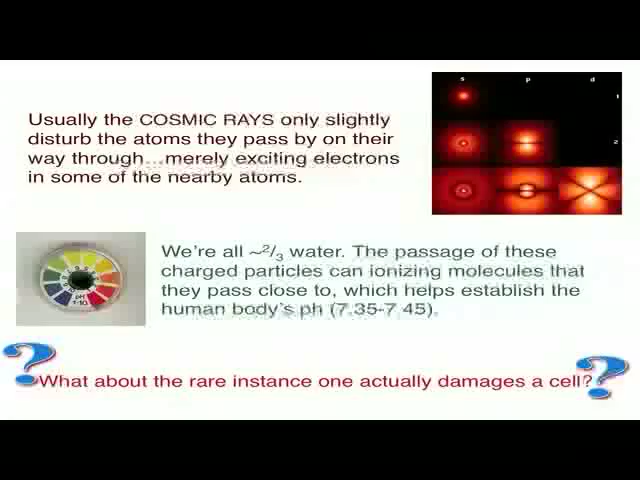 s p d
1
Usually the COSMIC RAYS only slightly
disturb the atoms they pass by on their
2
way through...merely exciting electrons
in some of the nearby atoms.
We're all ~2/3 water. The passage of these
charged particles can ionizing molecules that
they pass close to, which helps establish the
pH
1-10
human body's ph (7.35-7.45).
? What about the rare instance one actually damages a cell? ?